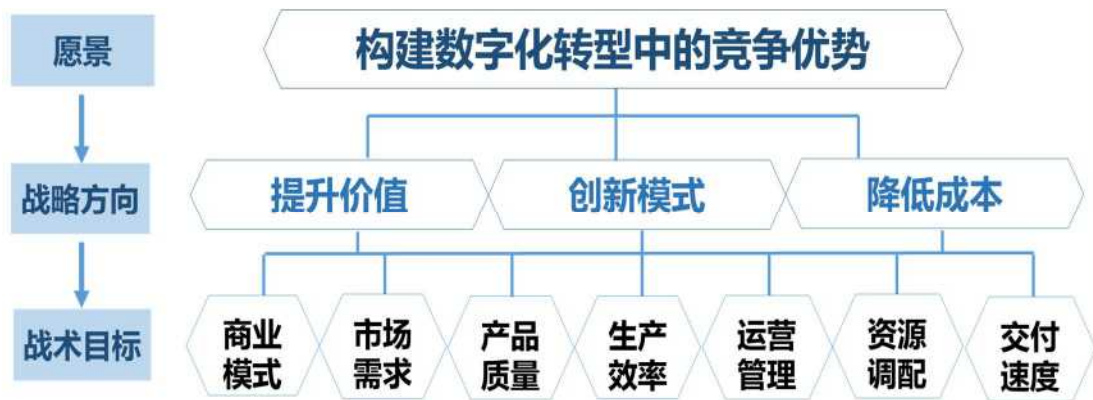 愿景
构建数字化转型中的竞争优势
战略方向
提升价值
创新模式
降低成本
战术目标
商业
模式
市场
需求
产品
质量
生产
效率
运营
管理
资源
调配
交付
速度